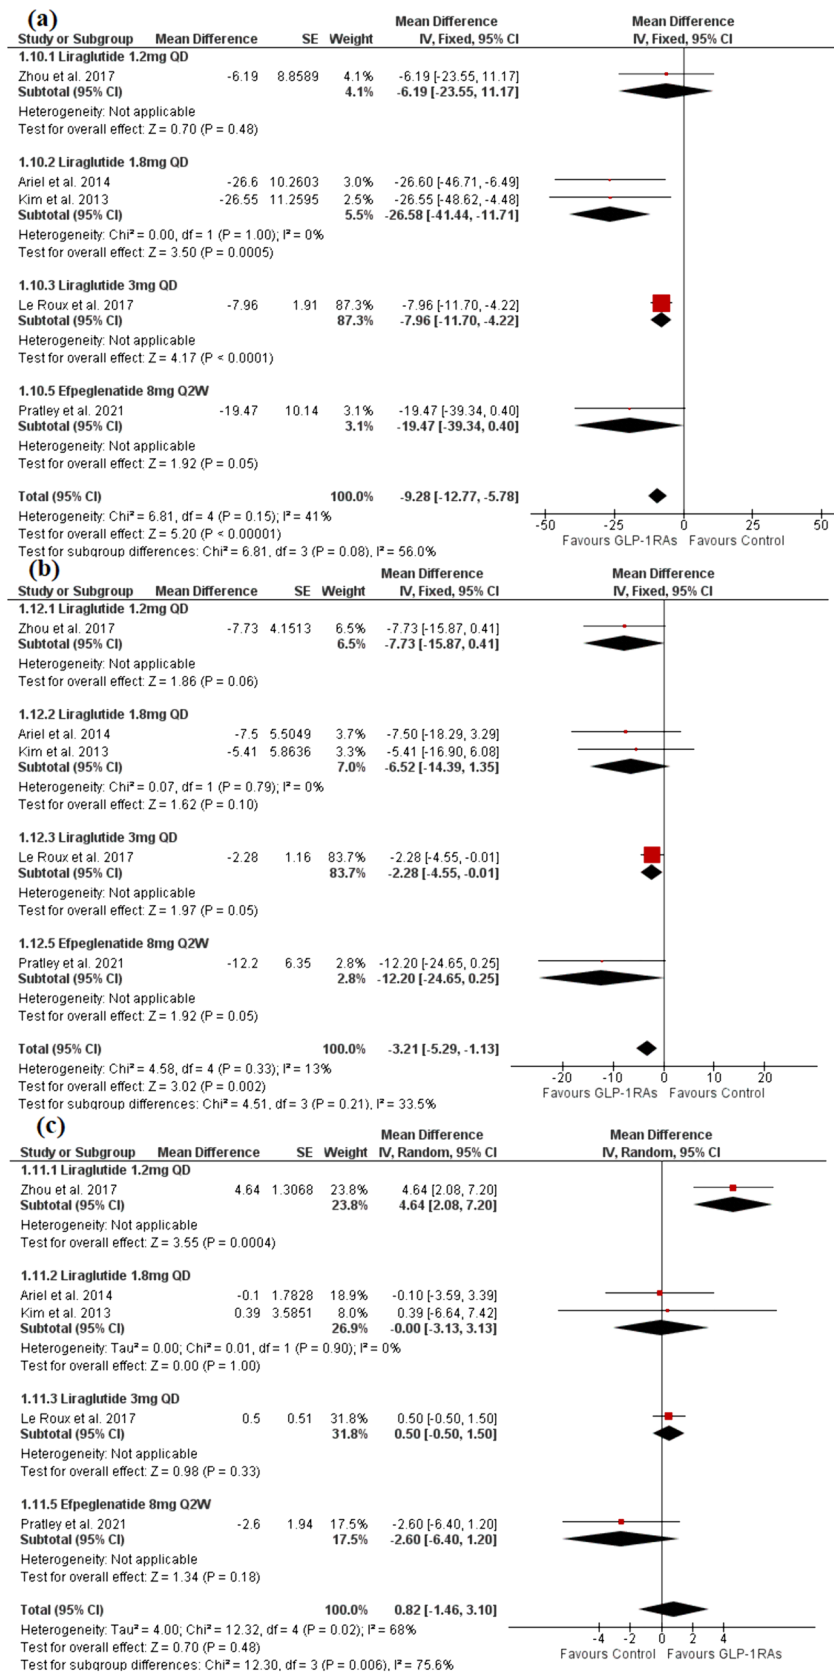 (a)
Mean Difference Mean Difference
Study or Subgroup Mean Difference SE Weight IV, Fixed, 95% CI IV, Fixed, 95% CI
1.10.1 Liraglutide 1.2mg QD
Zhou et al. 2017 -6.19 8.8589 4.1% -6.19 [-23.55, 11.17]
Subtotal (95% CI) 4.1% -6.19 [-23.55, 11.17]
Heterogeneity: Not applicable
Test for overall effect: Z = 0.70 (P = 0.48)
1.10.2 Liraglutide 1.8mg QD
Ariel et al. 2014 -26.6 10.2603 3.0% -26.60 [-46.71, -6.49]
Kim et al. 2013 -26.55 11.2595 2.5% -26.55 [-48.62, -4.48]
Subtotal (95% CI) 5.5% -26.58 [-41.44, -11.71]
Heterogeneity: Chi² = 0.00, df = 1 (P = 1.00); I² = 0%
Test for overall effect: Z = 3.50 (P = 0.0005)
1.10.3 Liraglutide 3mg QD
Le Roux et al. 2017 -7.96 1.91 87.3% -7.96 [-11.70, -4.22]
Subtotal (95% CI) 87.3% -7.96 [-11.70, -4.22]
Heterogeneity: Not applicable
Test for overall effect: Z = 4.17 (P < 0.0001)
1.10.5 Efpeglenatide 8mg Q2W
Pratley et al. 2021 -19.47 10.14 3.1% -19.47 [-39.34, 0.40]
Subtotal (95% CI) 3.1% -19.47 [-39.34, 0.40]
Heterogeneity: Not applicable
Test for overall effect: Z = 1.92 (P = 0.05)
Total (95% CI) 100.0% -9.28 [-12.77, -5.78]
Heterogeneity: Chi² = 6.81, df = 4 (P = 0.15); I² = 41%
Test for overall effect: Z = 5.20 (P < 0.00001)
Test for subgroup differences: Chi² = 6.81, df = 3 (P = 0.08), I² = 56.0%
-50 -25 0 25 50
Favours GLP-1RAs Favours Control
(b)
Mean Difference Mean Difference
Study or Subgroup Mean Difference SE Weight IV, Fixed, 95% CI IV, Fixed, 95% CI
1.12.1 Liraglutide 1.2mg QD
Zhou et al. 2017 -7.73 4.1513 6.5% -7.73 [-15.87, 0.41]
Subtotal (95% CI) 6.5% -7.73 [-15.87, 0.41]
Heterogeneity: Not applicable
Test for overall effect: Z = 1.86 (P = 0.06)
1.12.2 Liraglutide 1.8mg QD
Ariel et al. 2014 -7.5 5.5049 3.7% -7.50 [-18.29, 3.29]
Kim et al. 2013 -5.41 5.8636 3.3% -5.41 [-16.90, 6.08]
Subtotal (95% CI) 7.0% -6.52 [-14.39, 1.35]
Heterogeneity: Chi² = 0.07, df = 1 (P = 0.79); I² = 0%
Test for overall effect: Z = 1.62 (P = 0.10)
1.12.3 Liraglutide 3mg QD
Le Roux et al. 2017 -2.28 1.16 83.7% -2.28 [-4.55, -0.01]
Subtotal (95% CI) 83.7% -2.28 [-4.55, -0.01]
Heterogeneity: Not applicable
Test for overall effect: Z = 1.97 (P = 0.05)
1.12.5 Efpeglenatide 8mg Q2W
Pratley et al. 2021 -12.2 6.35 2.8% -12.20 [-24.65, 0.25]
Subtotal (95% CI) 2.8% -12.20 [-24.65, 0.25]
Heterogeneity: Not applicable
Test for overall effect: Z = 1.92 (P = 0.05)
Total (95% CI) 100.0% -3.21 [-5.29, -1.13]
Heterogeneity: Chi² = 4.58, df = 4 (P = 0.33); I² = 13%
Test for overall effect: Z = 3.02 (P = 0.002)
Test for subgroup differences: Chi² = 4.51, df = 3 (P = 0.21), I² = 33.5%
-20 -10 0 10 20
Favours GLP-1RAs Favours Control
(c)
Mean Difference Mean Difference
Study or Subgroup Mean Difference SE Weight IV, Random, 95% CI IV, Random, 95% CI
1.11.1 Liraglutide 1.2mg QD
Zhou et al. 2017 4.64 1.3068 23.8% 4.64 [2.08, 7.20]
Subtotal (95% CI) 23.8% 4.64 [2.08, 7.20]
Heterogeneity: Not applicable
Test for overall effect: Z = 3.55 (P = 0.0004)
1.11.2 Liraglutide 1.8mg QD
Ariel et al. 2014 -0.1 1.7828 18.9% -0.10 [-3.59, 3.39]
Kim et al. 2013 0.39 3.5851 8.0% 0.39 [-6.64, 7.42]
Subtotal (95% CI) 26.9% -0.00 [-3.13, 3.13]
Heterogeneity: Tau² = 0.00; Chi² = 0.01, df = 1 (P = 0.90); I² = 0%
Test for overall effect: Z = 0.00 (P = 1.00)
1.11.3 Liraglutide 3mg QD
Le Roux et al. 2017 0.5 0.51 31.8% 0.50 [-0.50, 1.50]
Subtotal (95% CI) 31.8% 0.50 [-0.50, 1.50]
Heterogeneity: Not applicable
Test for overall effect: Z = 0.98 (P = 0.33)
1.11.5 Efpeglenatide 8mg Q2W
Pratley et al. 2021 -2.6 1.94 17.5% -2.60 [-6.40, 1.20]
Subtotal (95% CI) 17.5% -2.60 [-6.40, 1.20]
Heterogeneity: Not applicable
Test for overall effect: Z = 1.34 (P = 0.18)
Total (95% CI) 100.0% 0.82 [-1.46, 3.10]
Heterogeneity: Tau² = 4.00; Chi² = 12.32, df = 4 (P = 0.02); I² = 68%
Test for overall effect: Z = 0.70 (P = 0.48)
Test for subgroup differences: Chi² = 12.30, df = 3 (P = 0.006), I² = 75.6%
-4 -2 0 2 4
Favours Control Favours GLP-1RAs